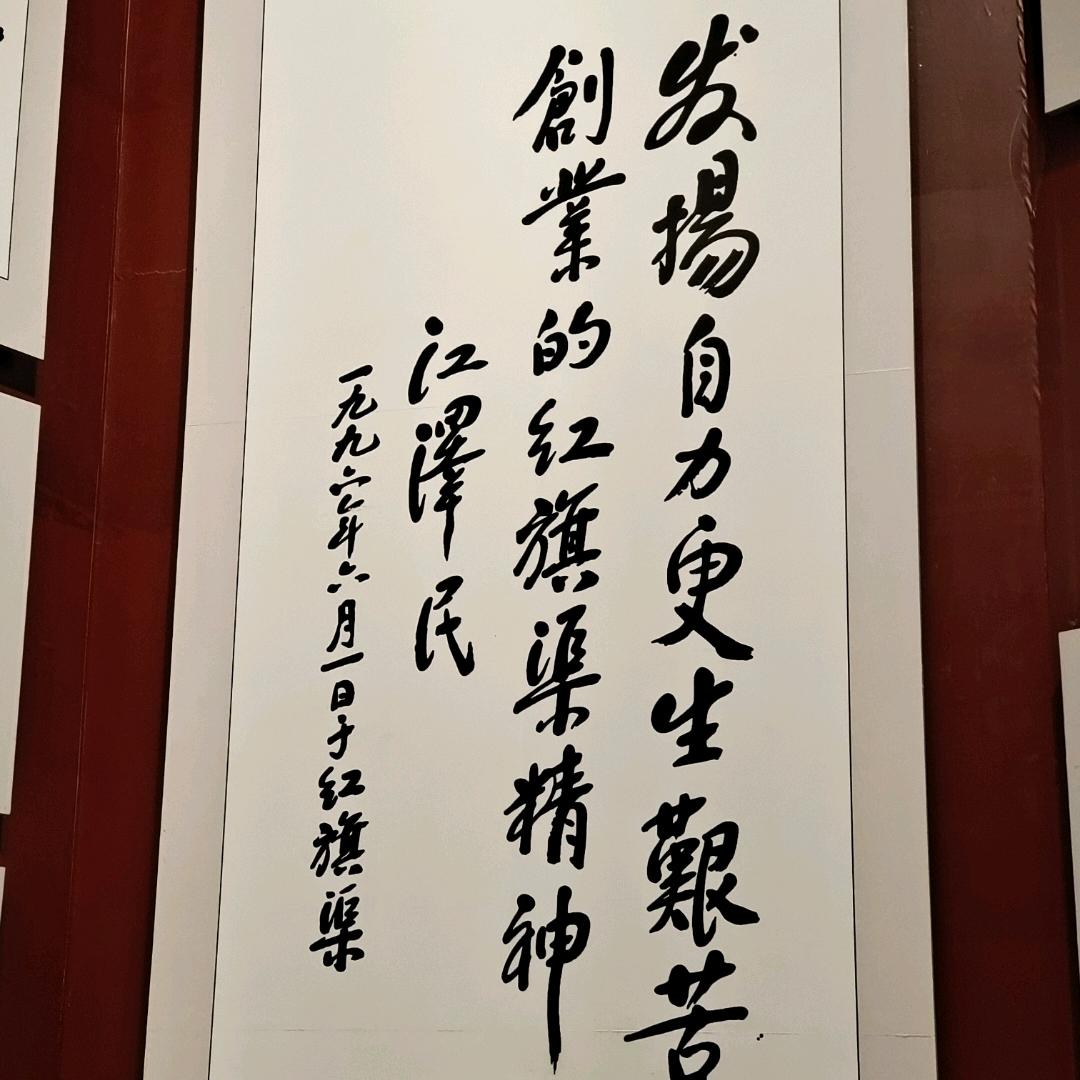 发揚自力更生艱苦
創業的红旗渠精神
江澤民
一九九六年六月一日于红旗渠